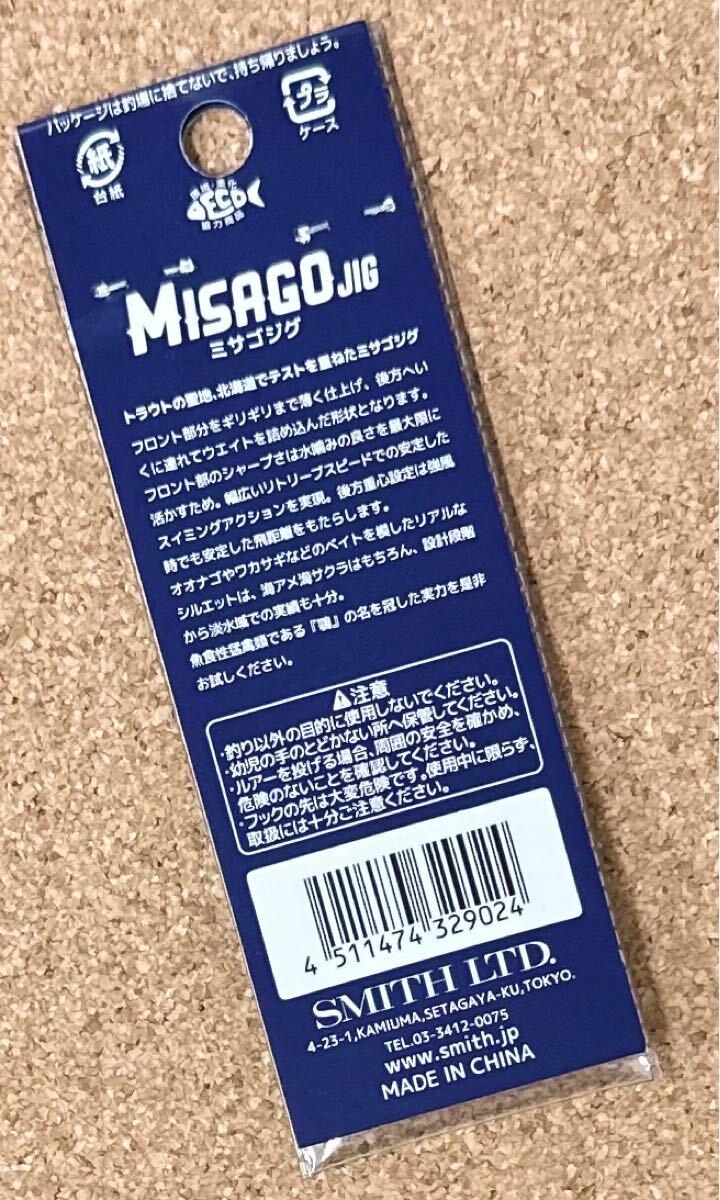 パッケージは釣場に捨てないで、持ち帰りましょう。
紙
台紙
プラ
ケース
ECO
協力商品
MISAGO JIG
ミサゴジグ
トラウトの聖地、北海道でテストを重ねたミサゴジグ
フロント部分をギリギリまで薄く仕上げ、後方へい
くに連れてウエイトを詰め込んだ形状となります。
フロント部のシャープさは水噛みの良さを最大限に
活かすため。幅広いリトリーブスピードでの安定した
スイミングアクションを実現。後方重心設定は強風
時でも安定した飛距離をもたらします。
オオナゴやワカサギなどのベイトを模したリアルな
シルエットは、海アメ海サクラはもちろん、設計段階
から淡水域での実績も十分。
魚食性猛禽類である『鶚』の名を冠した実力を是非
お試しください。
注意
・釣り以外の目的に使用しないでください。
・幼児の手のとどかない所へ保管してください。
・ルアーを投げる場合、周囲の安全を確かめ、
危険のないことを確認してください。
・フックの先は大変危険です。使用中に限らず、
取扱には十分ご注意ください。
4 511474 329024
SMITH LTD.
4-23-1,KAMIUMA,SETAGAYA-KU,TOKYO.
TEL.03-3412-0075
www.smith.jp
MADE IN CHINA